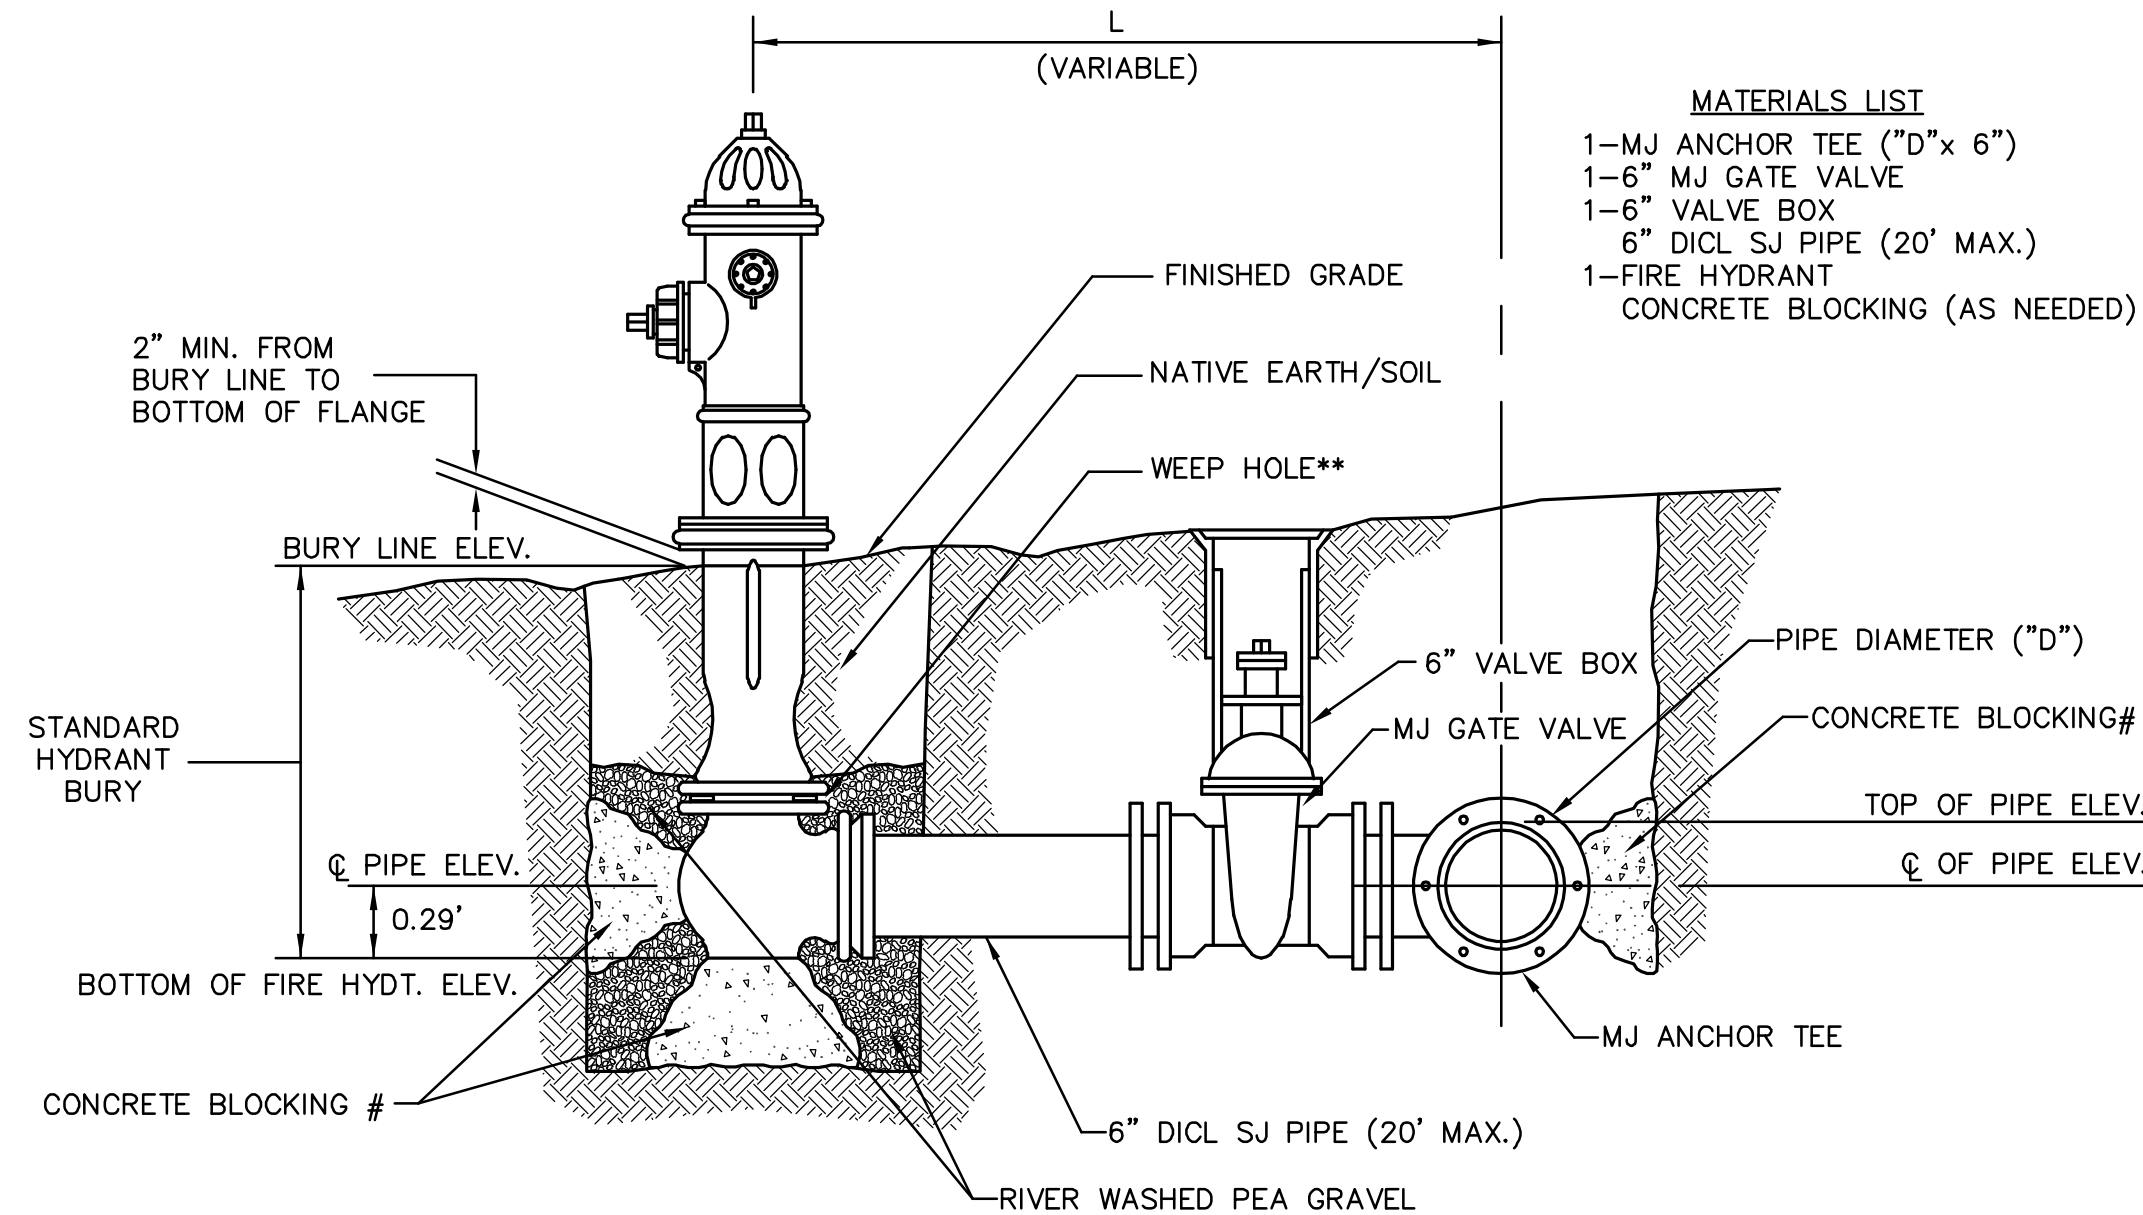 L
(VARIABLE)
MATERIALS LIST
1-MJ ANCHOR TEE ("D"x 6")
1-6" MJ GATE VALVE
1-6" VALVE BOX
6" DICL SJ PIPE (20' MAX.)
1-FIRE HYDRANT
CONCRETE BLOCKING (AS NEEDED)
FINISHED GRADE
2" MIN. FROM
BURY LINE TO
BOTTOM OF FLANGE
NATIVE EARTH/SOIL
WEEP HOLE**
BURY LINE ELEV.
PIPE DIAMETER ("D")
6" VALVE BOX
CONCRETE BLOCKING#
STANDARD
HYDRANT
BURY
MJ GATE VALVE
TOP OF PIPE ELEV.
℄ PIPE ELEV.
℄ OF PIPE ELEV.
0.29'
BOTTOM OF FIRE HYDT. ELEV.
MJ ANCHOR TEE
CONCRETE BLOCKING #
6" DICL SJ PIPE (20' MAX.)
RIVER WASHED PEA GRAVEL